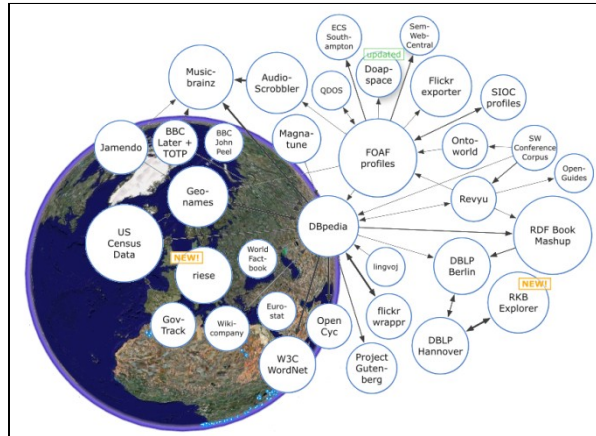 ECS
South-
ampton
Sem-
Web-
Central
updated
Doap-
space
Music-
brainz
Audio-
Scrobbler
QDOS
Flickr
exporter
SIOC
profiles
Jamendo
BBC
Later +
TOTP
BBC
John
Peel
Magna-
tune
FOAF
profiles
Onto-
world
SW
Conference
Corpus
Open-
Guides
Geo-
names
Revyu
US
Census
Data
NEW!
riese
World
Fact-
book
DBpedia
RDF Book
Mashup
lingvoj
DBLP
Berlin
NEW!
RKB
Explorer
Gov-
Track
Wiki-
company
Euro-
stat
Open
Cyc
flickr
wrappr
DBLP
Hannover
W3C
WordNet
Project
Guten-
berg